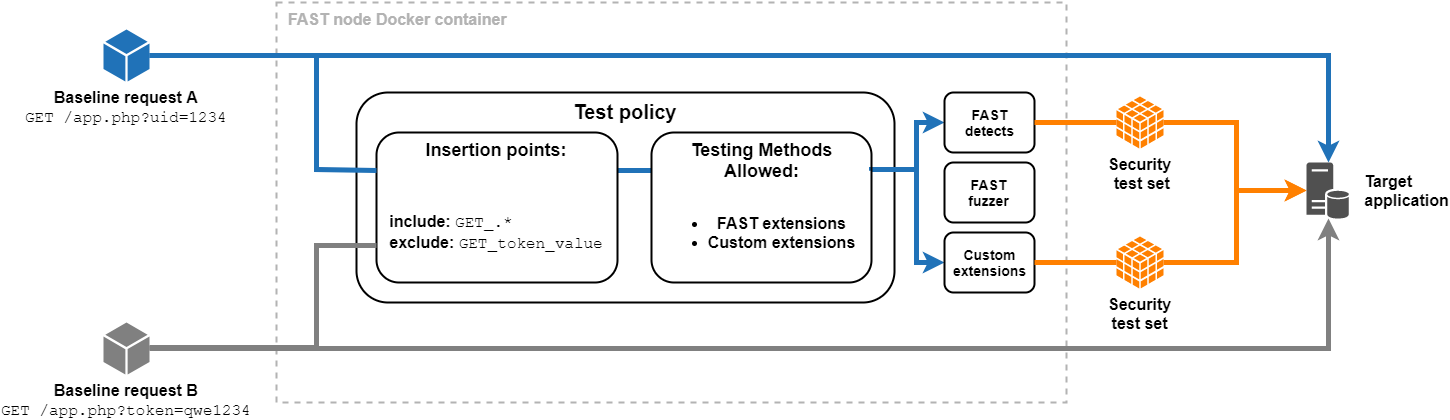 FAST node Docker container
Baseline request A
GET /app.php?uid=1234
Test policy
Insertion points:
include: GET_.*
exclude: GET_token_value
Testing Methods
Allowed:
• FAST extensions
• Custom extensions
FAST
detects
FAST
fuzzer
Custom
extensions
Security
test set
Security
test set
Target
application
Baseline request B
GET /app.php?token=qwe1234